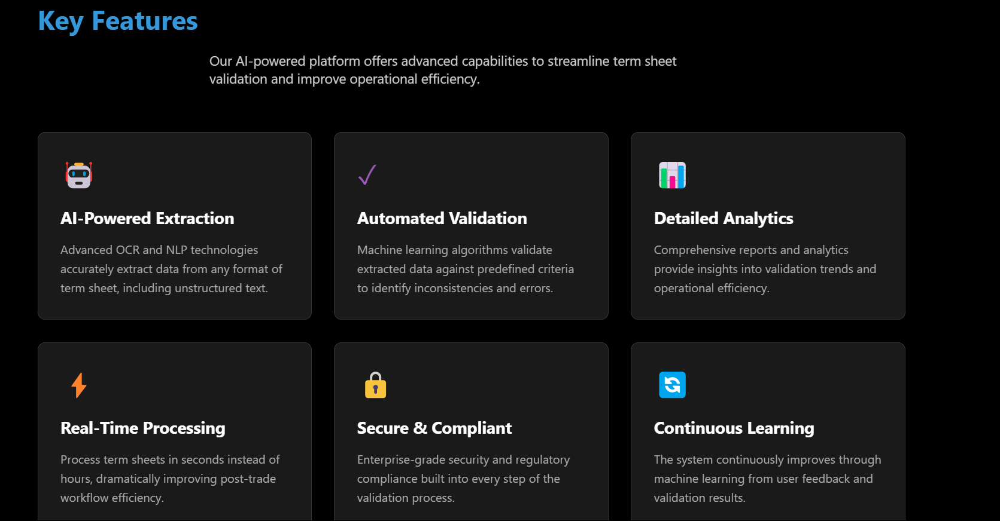 Key Features
Our AI-powered platform offers advanced capabilities to streamline term sheet
validation and improve operational efficiency.
AI-Powered Extraction
Advanced OCR and NLP technologies
accurately extract data from any format of
term sheet, including unstructured text.
Automated Validation
Machine learning algorithms validate
extracted data against predefined criteria
to identify inconsistencies and errors.
Detailed Analytics
Comprehensive reports and analytics
provide insights into validation trends and
operational efficiency.
Real-Time Processing
Process term sheets in seconds instead of
hours, dramatically improving post-trade
workflow efficiency.
Secure & Compliant
Enterprise-grade security and regulatory
compliance built into every step of the
validation process.
Continuous Learning
The system continuously improves through
machine learning from user feedback and
validation results.